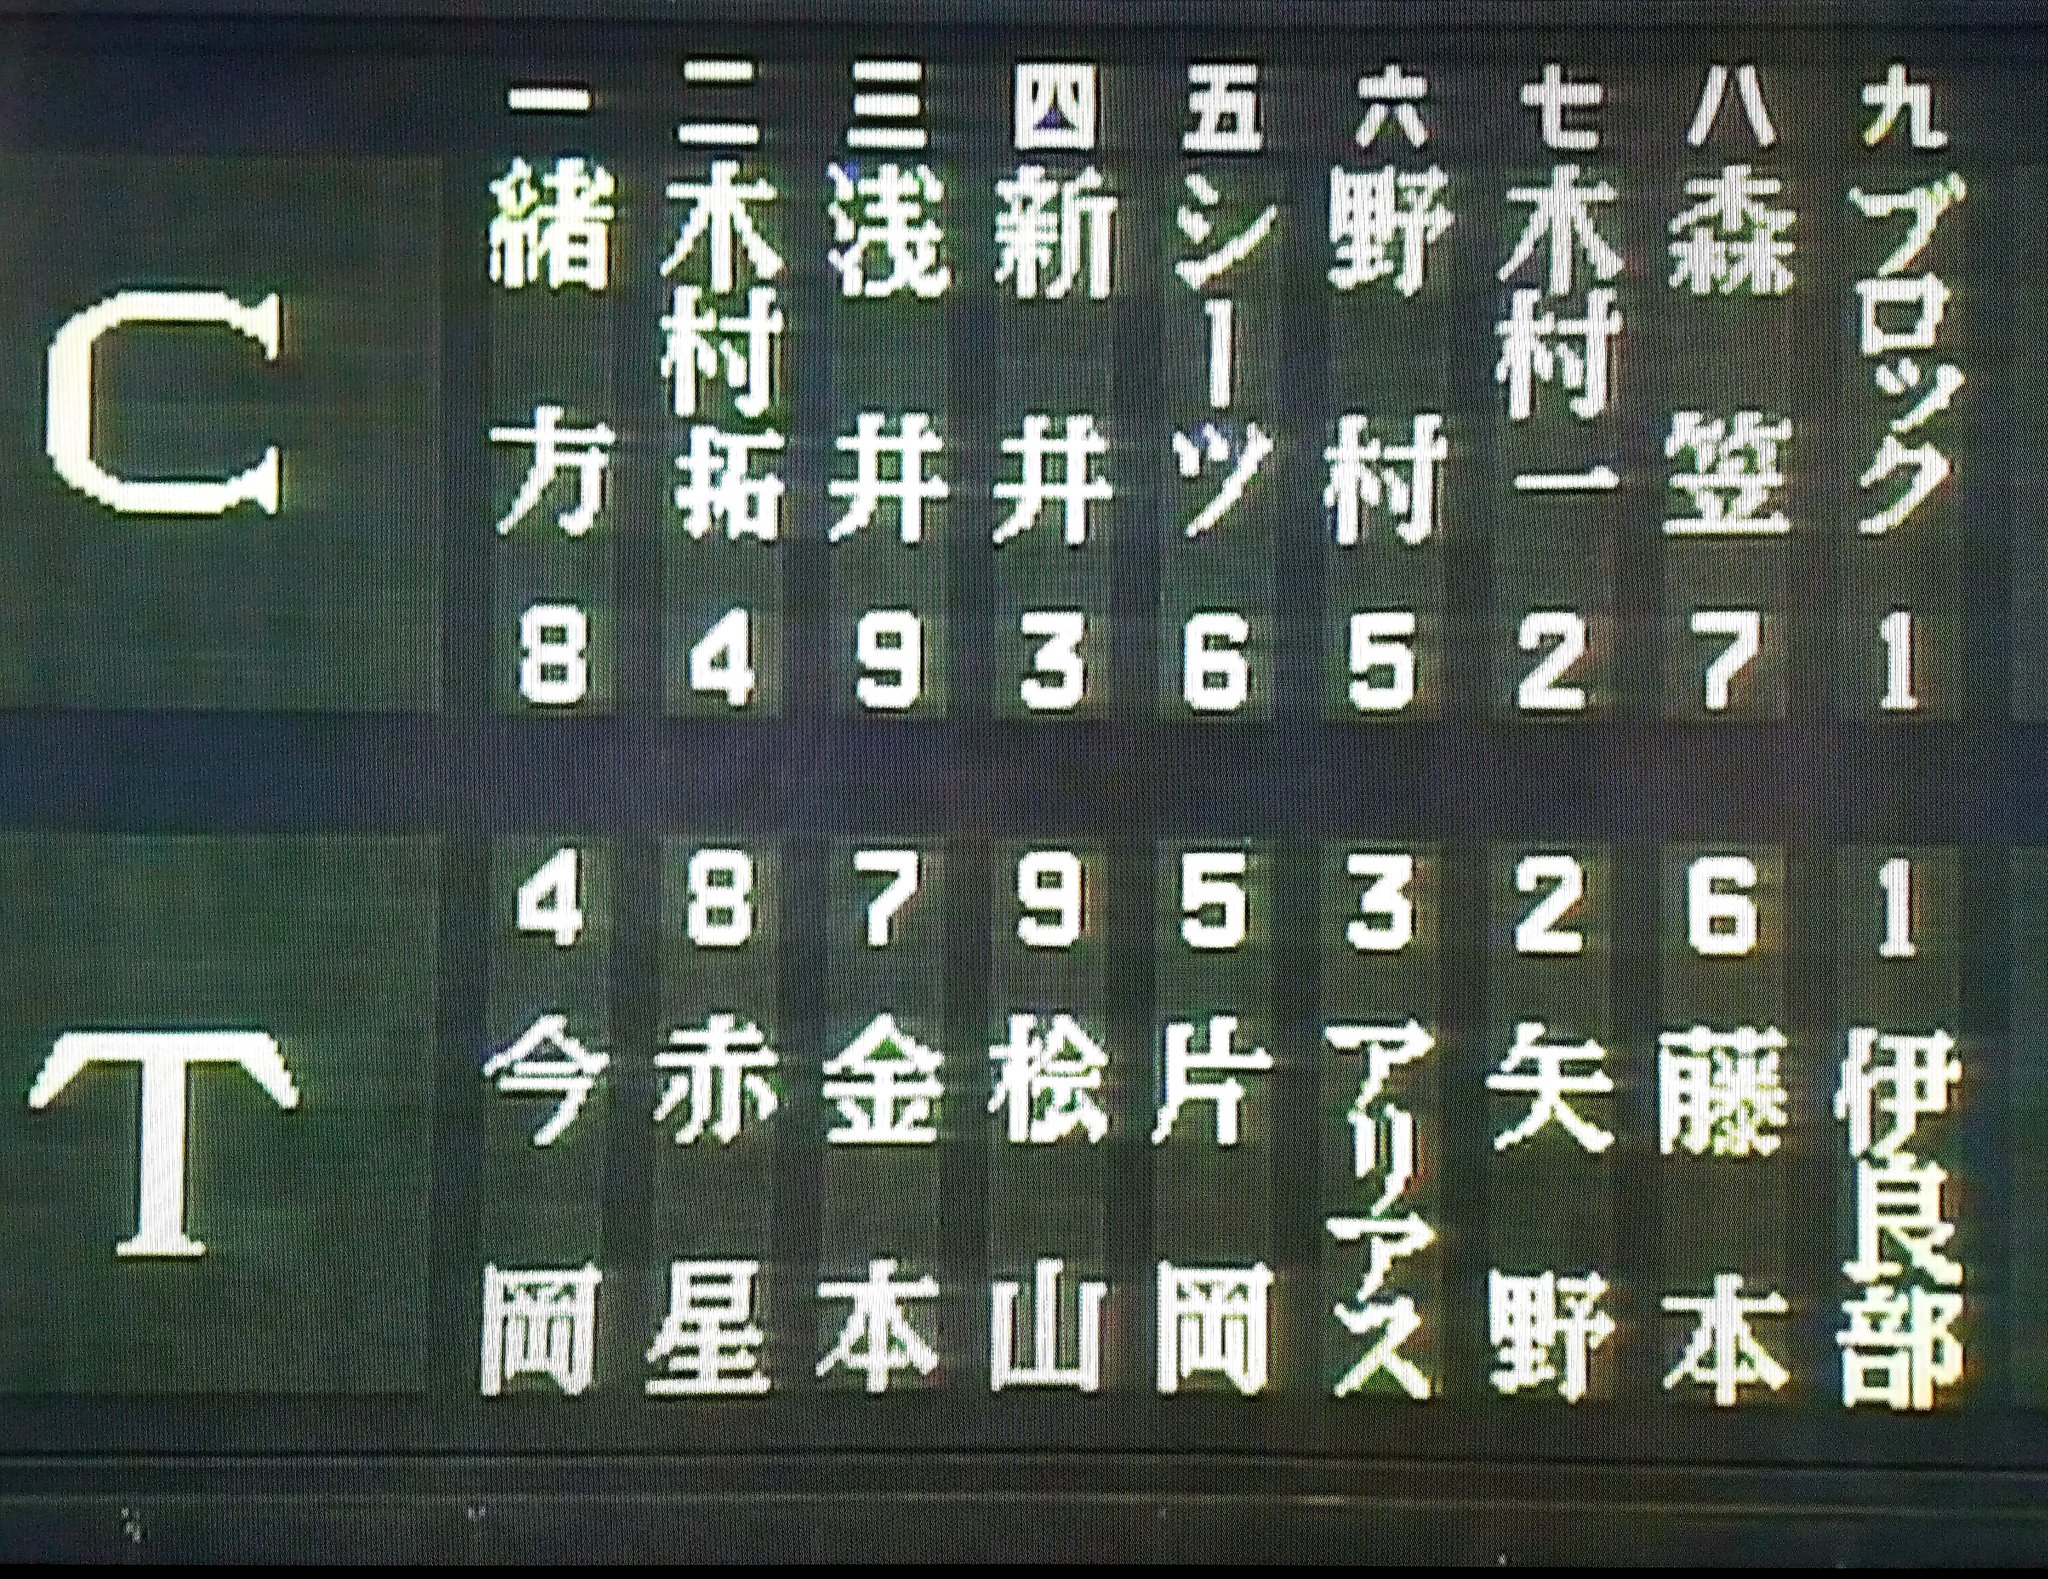 一 二 三 四 五 六 七 八 九
C
緒方 木村拓 浅井 新井 シーツ 野村 木村一 森笠 ブロック
8 4 9 3 6 5 2 7 1
T
4 8 7 9 5 3 2 6 1
今岡 赤星 金本 桧山 片岡 アリアス 矢野 藤本 伊良部